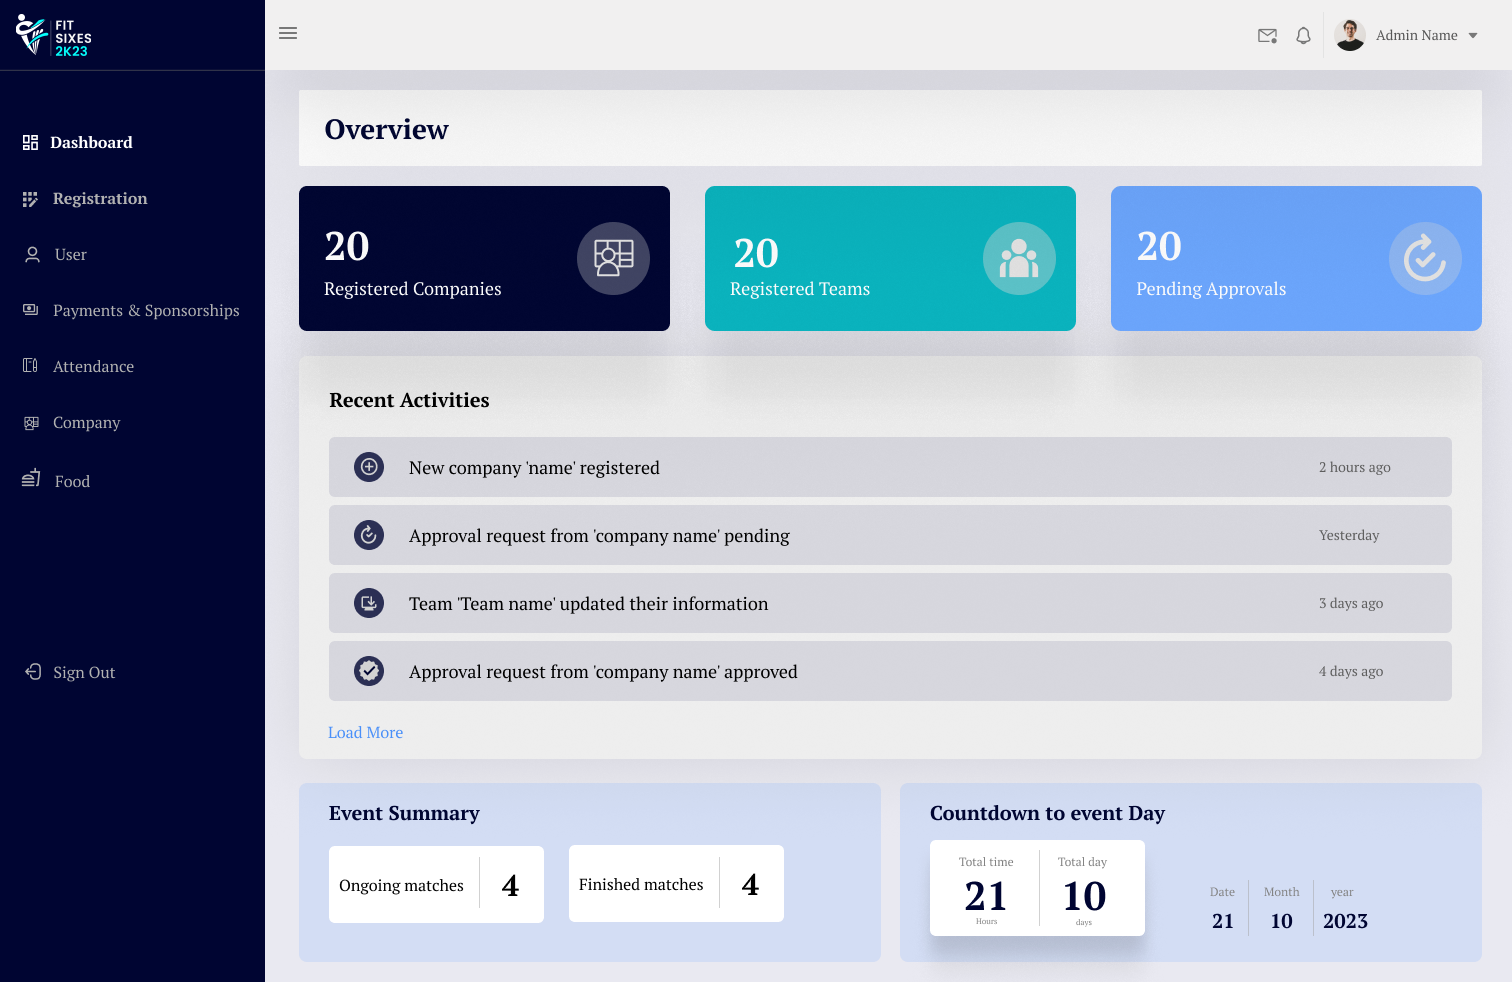 FIT
SIXES
2K23
Admin Name
Dashboard
Registration
User
Payments & Sponsorships
Attendance
Company
Food
Sign Out
Overview
20
Registered Companies
20
Registered Teams
20
Pending Approvals
Recent Activities
New company 'name' registered
2 hours ago
Approval request from 'company name' pending
Yesterday
Team 'Team name' updated their information
3 days ago
Approval request from 'company name' approved
4 days ago
Load More
Event Summary
Ongoing matches
4
Finished matches
4
Countdown to event Day
Total time
21
Hours
Total day
10
days
Date
21
Month
10
year
2023